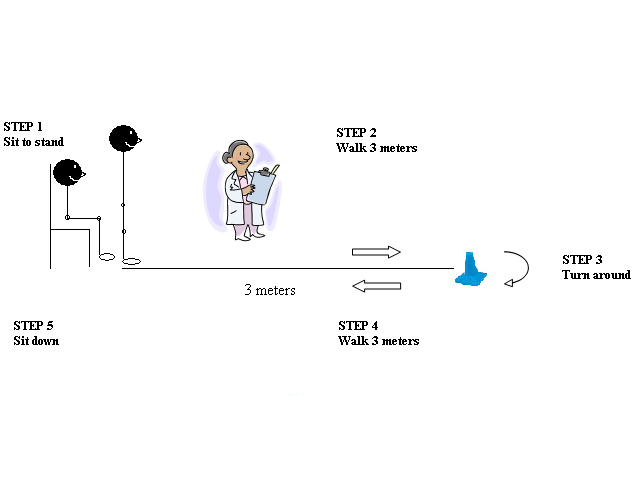 STEP 1
Sit to stand
STEP 2
Walk 3 meters
STEP 3
Turn around
3 meters
STEP 4
Walk 3 meters
STEP 5
Sit down